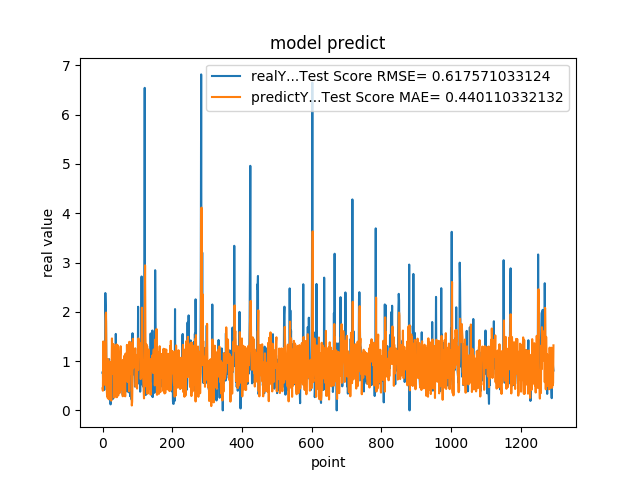 model predict
realY...Test Score RMSE= 0.617571033124
predictY...Test Score MAE= 0.440110332132
real value
7
6
5
4
3
2
1
0
0 200 400 600 800 1000 1200
point